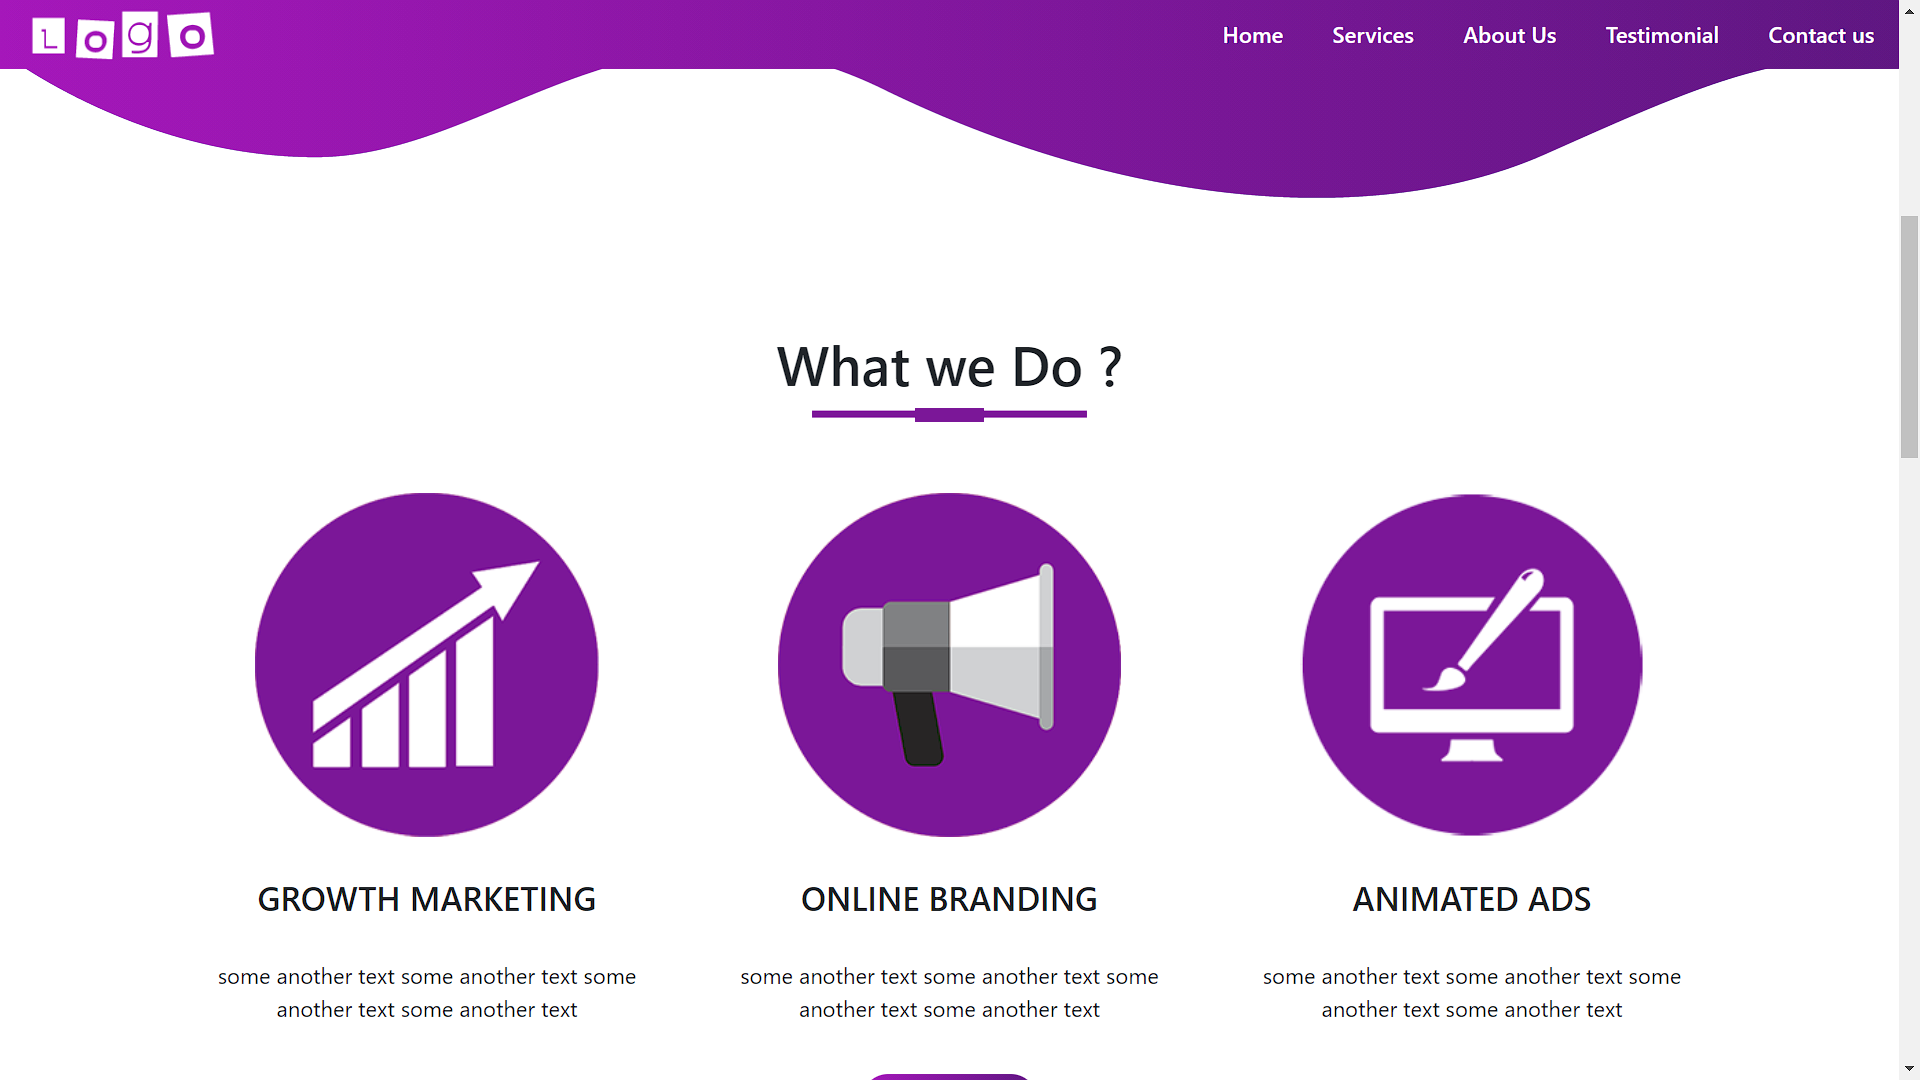 Logo
Home Services About Us Testimonial Contact us
What we Do ?
GROWTH MARKETING
some another text some another text some
another text some another text
ONLINE BRANDING
some another text some another text some
another text some another text
ANIMATED ADS
some another text some another text some
another text some another text